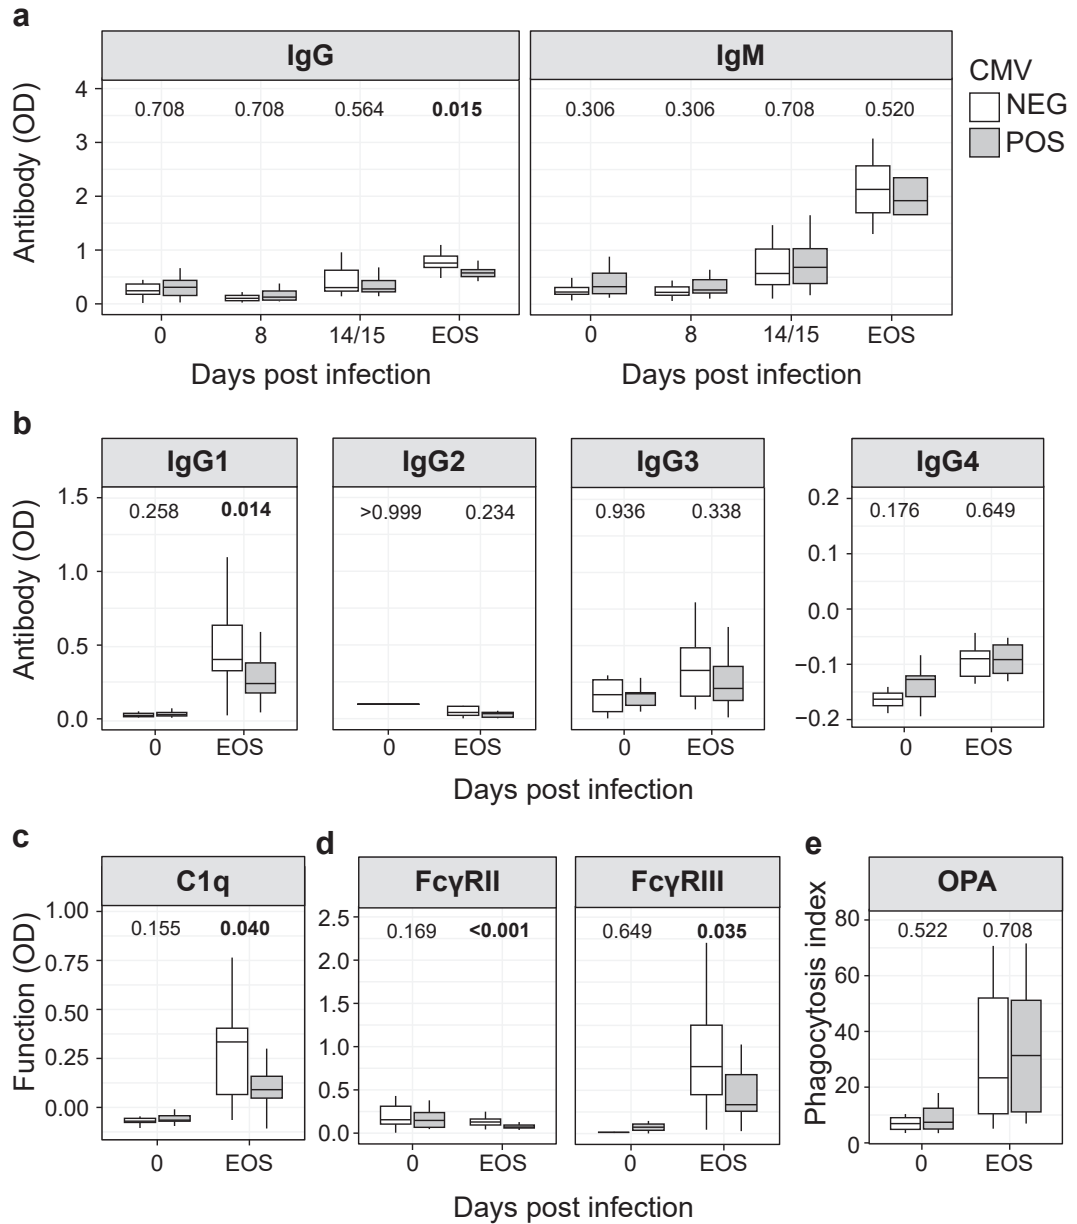 a
IgG
IgM
CMV
NEG
POS
Antibody (OD)
4
3
2
1
0
0.708 0.708 0.564 0.015
0.306 0.306 0.708 0.520
0 8 14/15 EOS
0 8 14/15 EOS
Days post infection
Days post infection
b
IgG1
IgG2
IgG3
IgG4
Antibody (OD)
1.5
1.0
0.5
0.0
0.258 0.014
>0.999 0.234
0.936 0.338
0.2
0.1
0.0
−0.1
−0.2
0.176 0.649
0 EOS
0 EOS
0 EOS
0 EOS
Days post infection
c
C1q
Function (OD)
1.00
0.75
0.50
0.25
0.00
0.155 0.040
0 EOS
d
FcγRII
FcγRIII
2.5
2.0
1.5
1.0
0.5
0.0
0.169 <0.001
0.649 0.035
0 EOS
0 EOS
e
OPA
Phagocytosis index
80
60
40
20
0
0.522 0.708
0 EOS
Days post infection